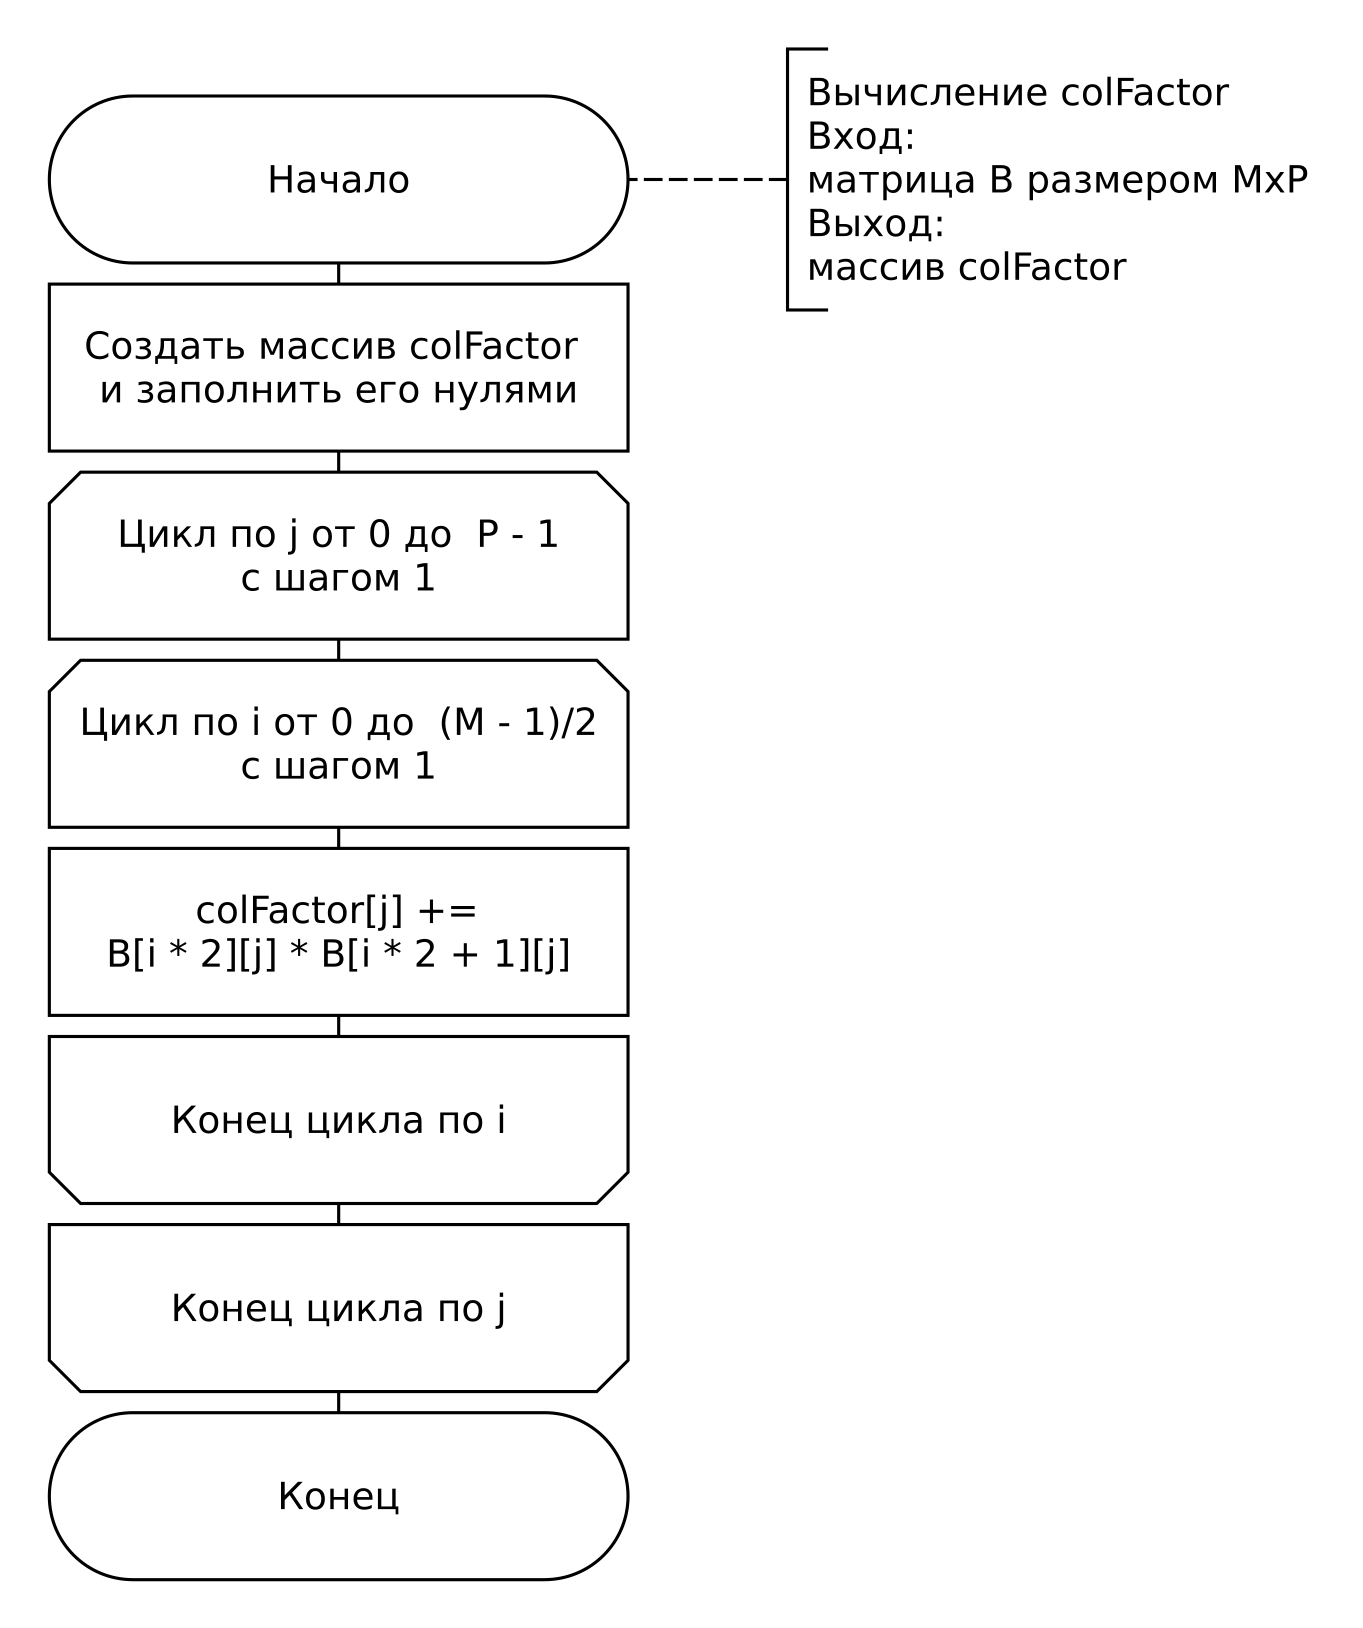 Начало
Вычисление colFactor
Вход:
матрица B размером MxP
Выход:
массив colFactor
Создать массив colFactor
и заполнить его нулями
Цикл по j от 0 до  P - 1
с шагом 1
Цикл по i от 0 до  (M - 1)/2
с шагом 1
colFactor[j] +=
B[i * 2][j] * B[i * 2 + 1][j]
Конец цикла по i
Конец цикла по j
Конец